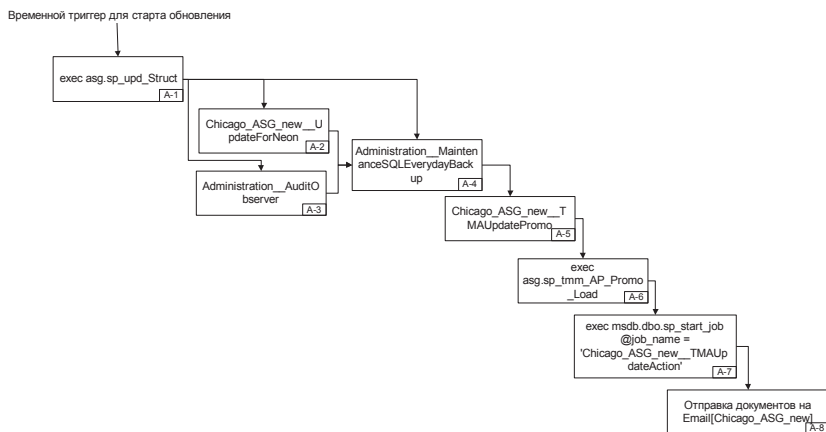 Временной триггер для старта обновления
exec asg.sp_upd_Struct
A-1
Chicago_ASG_new__U
pdateForNeon
A-2
Administration__AuditO
bserver
A-3
Administration__Mainten
anceSQLEverydayBack
up
A-4
Chicago_ASG_new__T
MAUpdatePromo
A-5
exec
asg.sp_tmm_AP_Promo
_Load
A-6
exec msdb.dbo.sp_start_job
@job_name =
'Chicago_ASG_new__TMAUp
dateAction'
A-7
Отправка документов на
Email[Chicago_ASG_new]
A-8